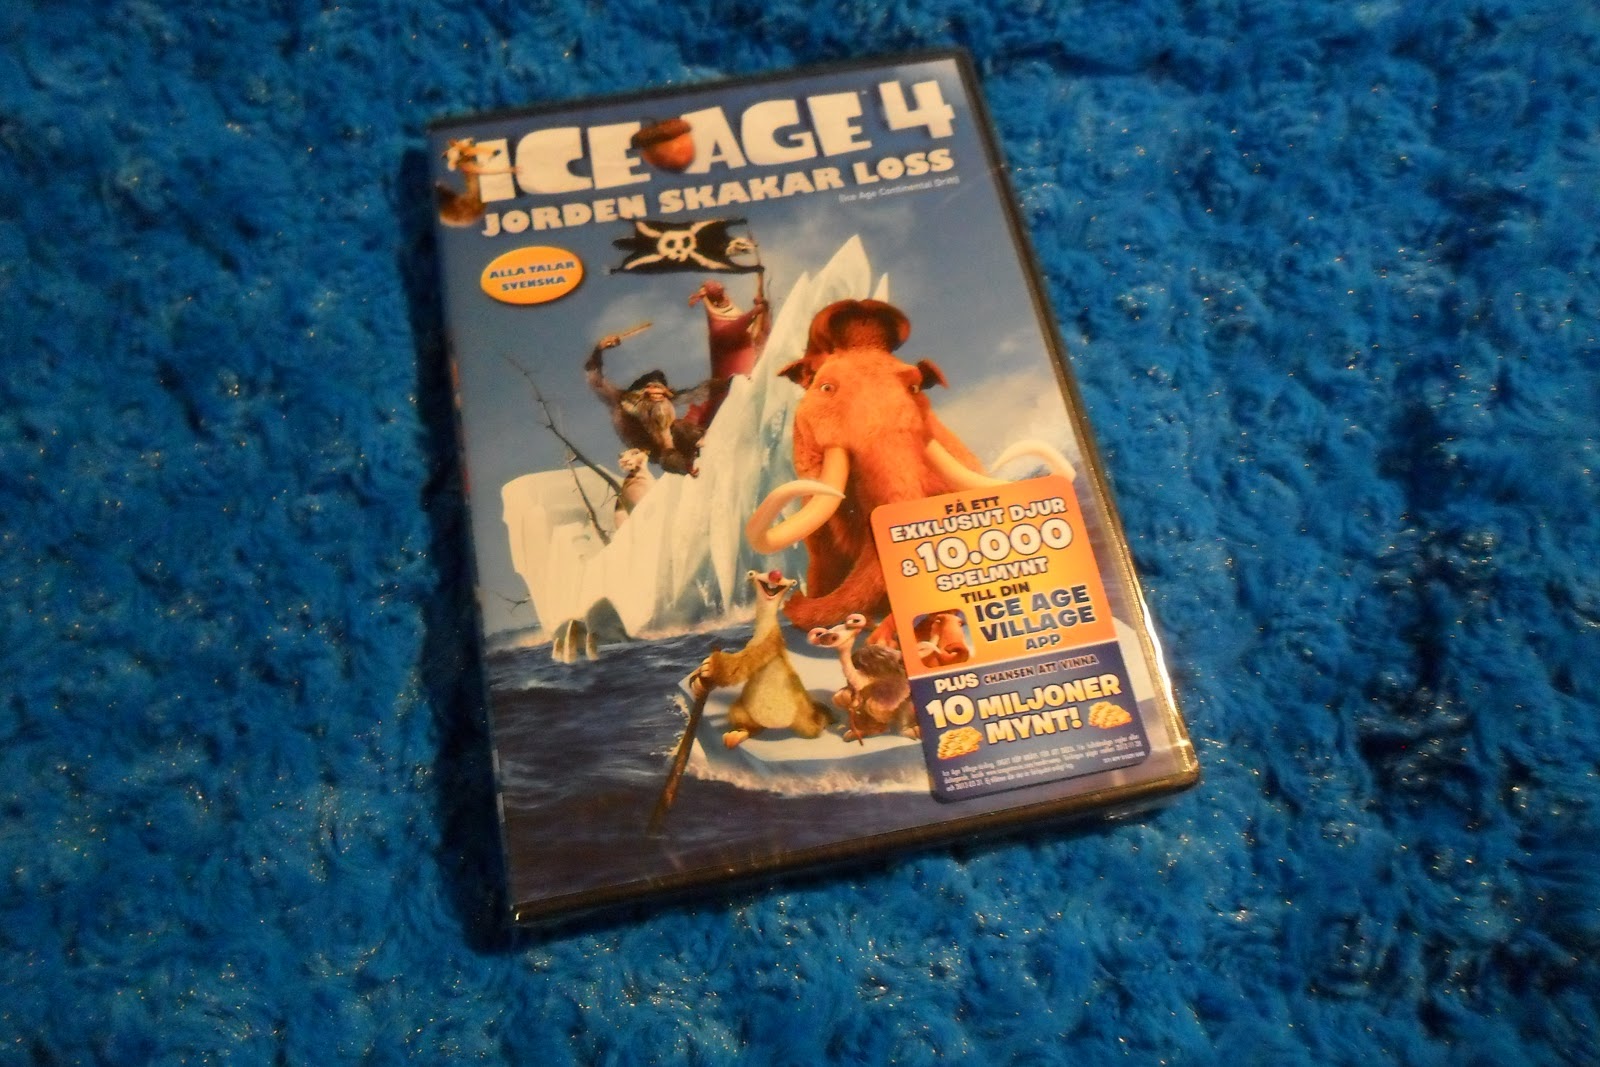 ICE AGE 4
JORDEN SKAKAR LOSS
(Ice Age Continental Drift)
ALLA TALAR
SVENSKA
FÅ ETT
EXKLUSIVT DJUR
& 10.000
SPELMYNT
TILL DIN
ICE AGE
VILLAGE
APP
PLUS CHANSEN ATT VINNA
10 MILJONER
MYNT!